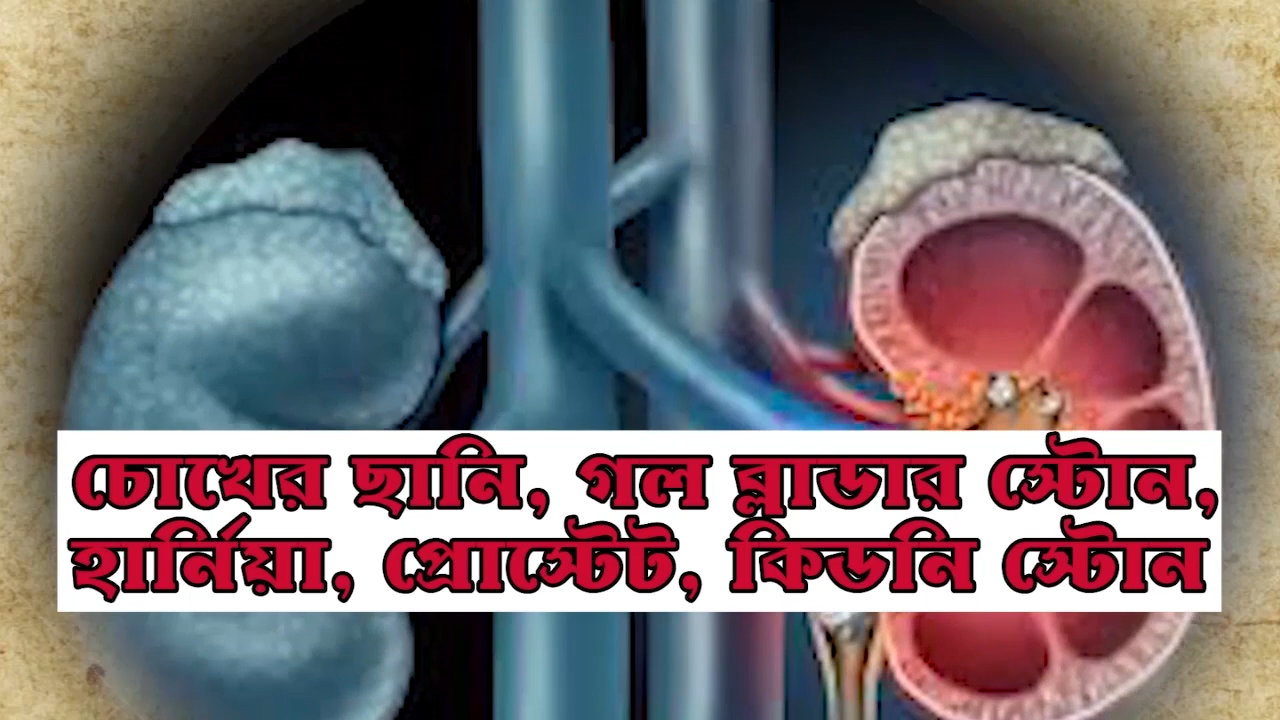 চোখের ছানি, গল ব্লাডার স্টোন,
হার্নিয়া, প্রোস্টেট, কিডনি স্টোন